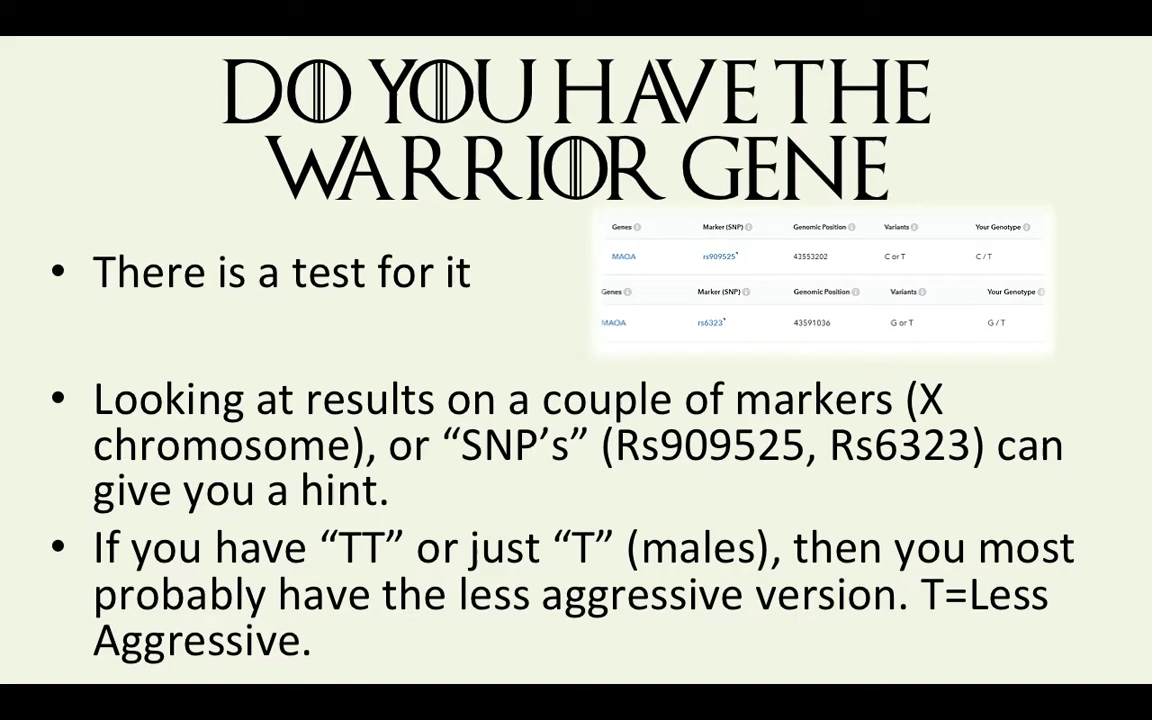 DO YOU HAVE THE
WARRIOR GENE
• There is a test for it
Genes Marker (SNP) Genomic Position Variants Your Genotype
MAOA rs909525 43553202 C or T C / T
Genes Marker (SNP) Genomic Position Variants Your Genotype
MAOA rs6323 43591036 G or T G / T
• Looking at results on a couple of markers (X
chromosome), or “SNP’s” (Rs909525, Rs6323) can
give you a hint.
• If you have “TT” or just “T” (males), then you most
probably have the less aggressive version. T=Less
Aggressive.